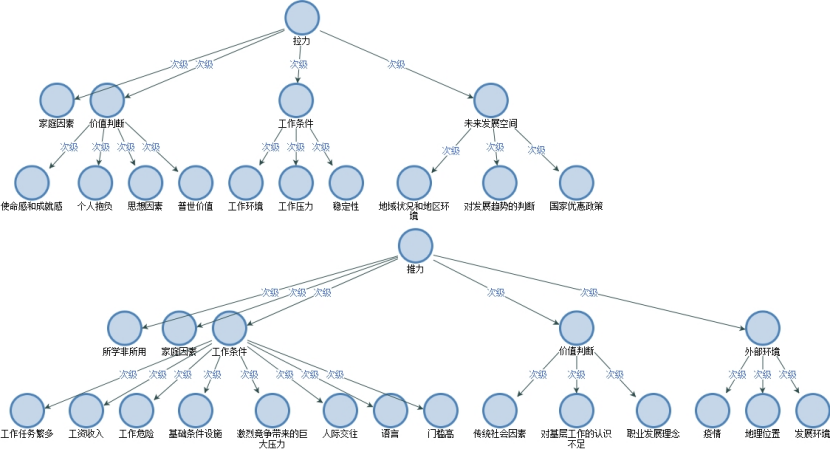 拉力
次级 次级 次级 次级
家庭因素 价值判断 工作条件 未来发展空间
次级 次级 次级 次级 次级 次级 次级 次级 次级 次级
使命感和成就感 个人抱负 思想因素 普世价值 工作环境 工作压力 稳定性 地域状况和地区环 对发展趋势的判断 国家优惠政策
境
推力
次级 次级 次级 次级 次级
所学非所用 家庭因素 工作条件 价值判断 外部环境
次级 次级 次级 次级 次级 次级 次级 次级 次级 次级 次级 次级 次级 次级
工作任务繁多 工资收入 工作危险 基础条件设施 激烈竞争带来的巨 人际交往 语言 门槛高 传统社会因素 对基层工作的认识 职业发展理念 疫情 地理位置 发展环境
大压力 不足